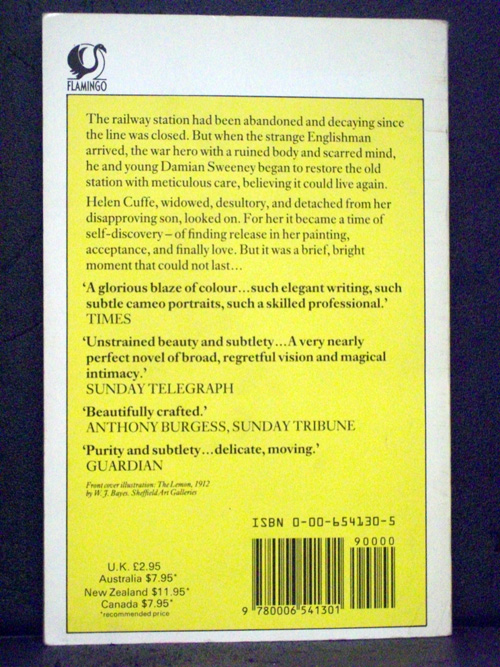 FLAMINGO
The railway station had been abandoned and decaying since
the line was closed. But when the strange Englishman
arrived, the war hero with a ruined body and scarred mind,
he and young Damian Sweeney began to restore the old
station with meticulous care, believing it could live again.
Helen Cuffe, widowed, desultory, and detached from her
disapproving son, looked on. For her it became a time of
self-discovery – of finding release in her painting,
acceptance, and finally love. But it was a brief, bright
moment that could not last...
‘A glorious blaze of colour...such elegant writing, such
subtle cameo portraits, such a skilled professional.’
TIMES
‘Unstrained beauty and subtlety...A very nearly
perfect novel of broad, regretful vision and magical
intimacy.’
SUNDAY TELEGRAPH
‘Beautifully crafted.’
ANTHONY BURGESS, SUNDAY TRIBUNE
‘Purity and subtlety...delicate, moving.’
GUARDIAN
Front cover illustration: The Lemon, 1912
by W. J. Bayes. Sheffield Art Galleries
ISBN 0-00-654130-5
90000
U.K. £2.95
Australia $7.95*
New Zealand $11.95*
Canada $7.95*
*recommended price
9 780006 541301